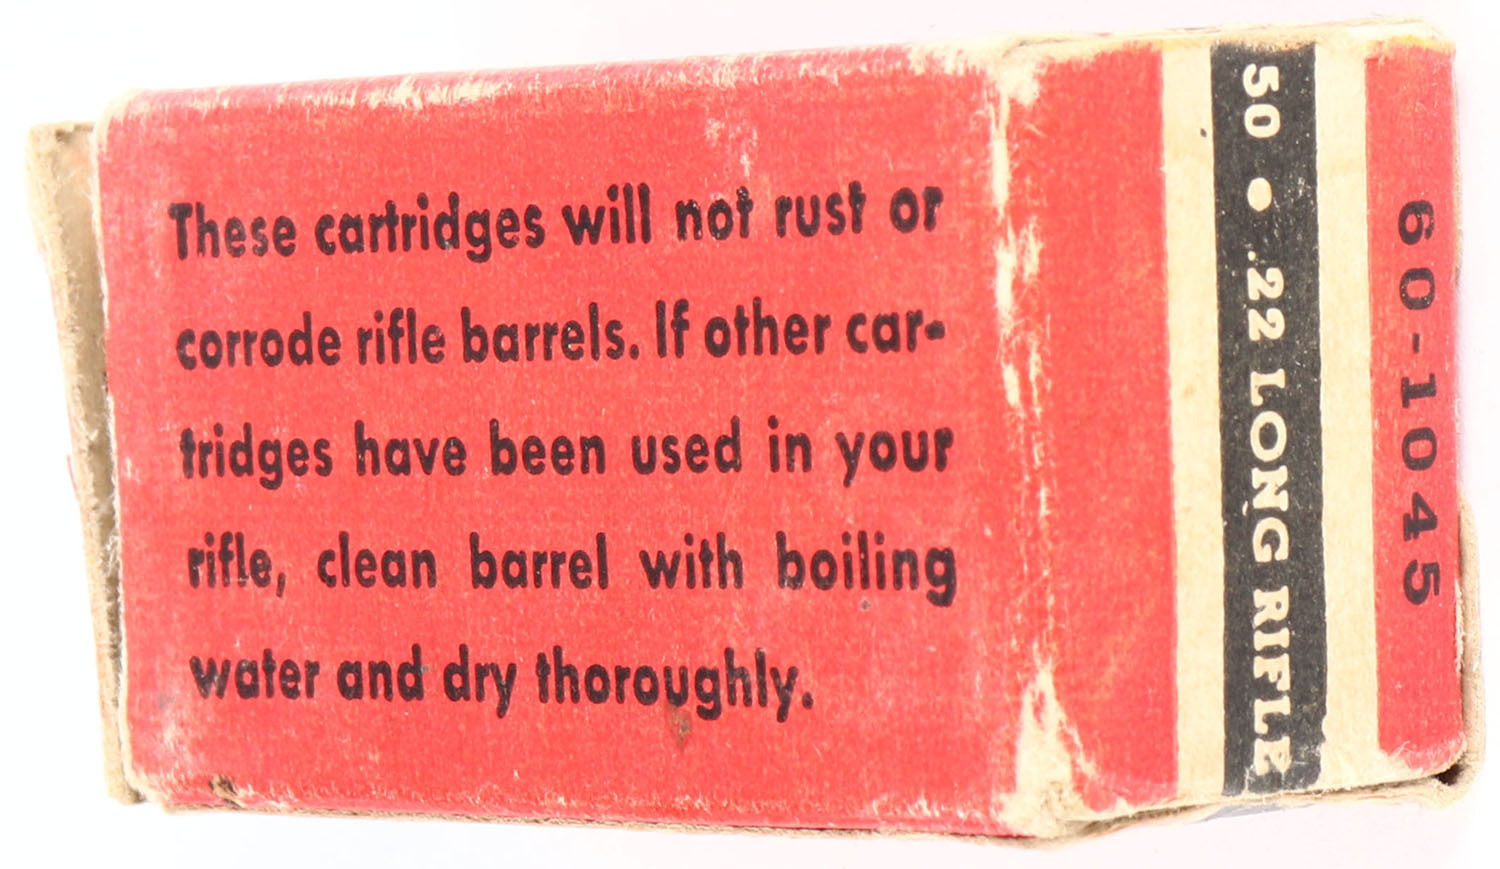 These cartridges will not rust or
corrode rifle barrels. If other car-
tridges have been used in your
rifle, clean barrel with boiling
water and dry thoroughly.
50 • .22 LONG RIFLE
60-1045